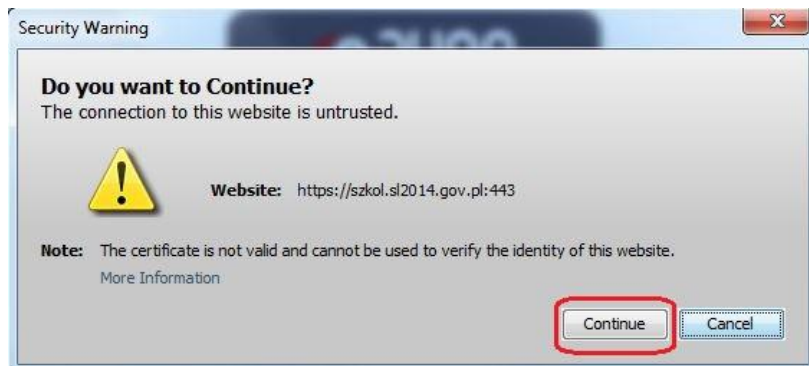 Security Warning
Do you want to Continue?
The connection to this website is untrusted.
Website: https://szkol.sl2014.gov.pl:443
Note: The certificate is not valid and cannot be used to verify the identity of this website.
More Information
Continue Cancel